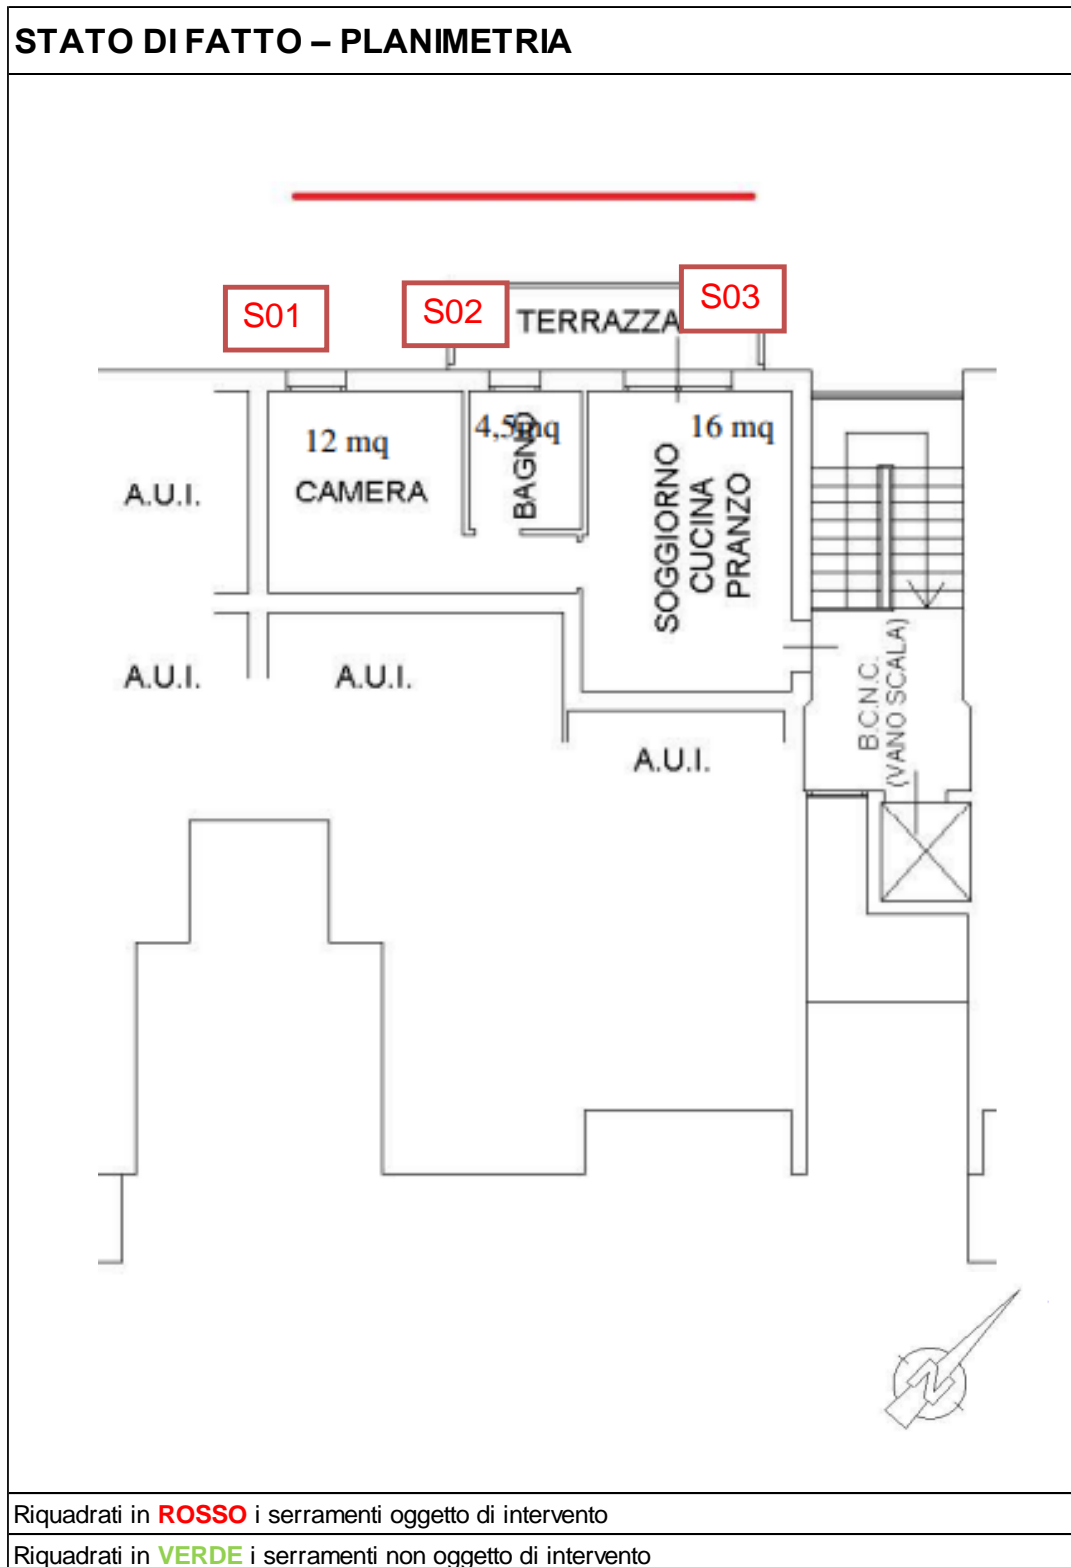 STATO DI FATTO – PLANIMETRIA
S01
S02
S03
TERRAZZA
12 mq
4,5mq
16 mq
CAMERA
BAGNO
SOGGIORNO
CUCINA
PRANZO
A.U.I.
A.U.I.
A.U.I.
A.U.I.
B.C.N.C.
(VANO SCALA)
N
Riquadrati in ROSSO i serramenti oggetto di intervento
Riquadrati in VERDE i serramenti non oggetto di intervento